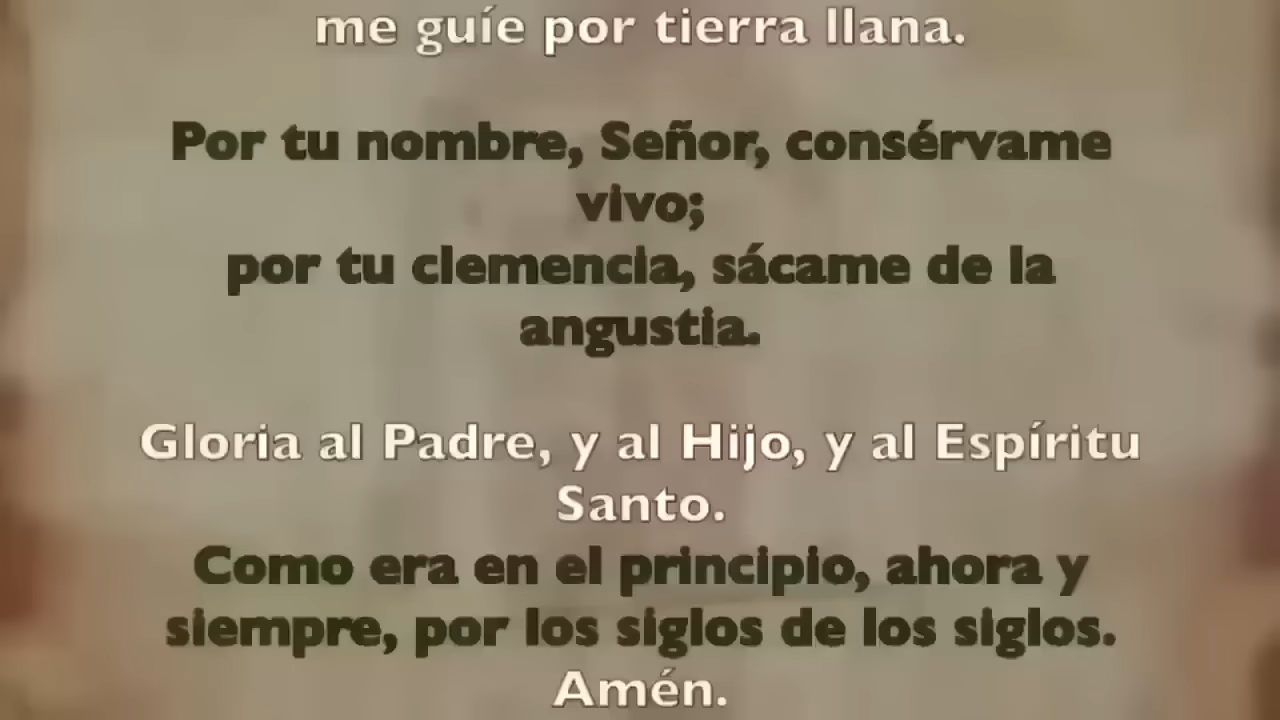 me guíe por tierra llana.
Por tu nombre, Señor, consérvame
vivo;
por tu clemencia, sácame de la
angustia.
Gloria al Padre, y al Hijo, y al Espíritu
Santo.
Como era en el principio, ahora y
siempre, por los siglos de los siglos.
Amén.